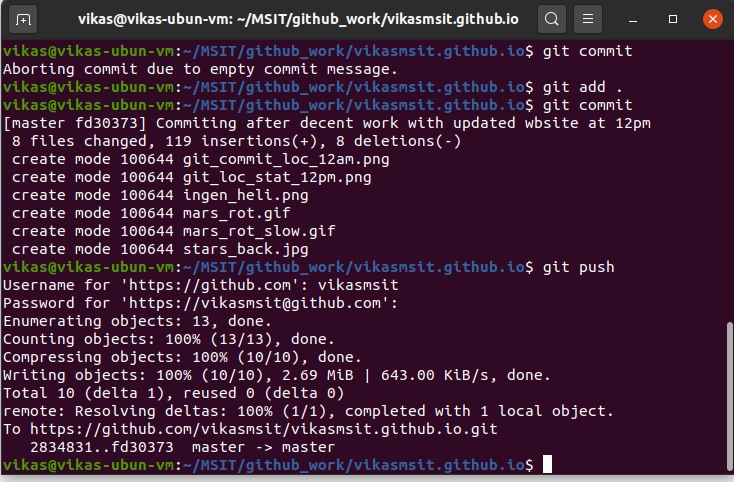 vikas@vikas-ubun-vm: ~/MSIT/github_work/vikasmsit.github.io
vikas@vikas-ubun-vm:~/MSIT/github_work/vikasmsit.github.io$ git commit
Aborting commit due to empty commit message.
vikas@vikas-ubun-vm:~/MSIT/github_work/vikasmsit.github.io$ git add .
vikas@vikas-ubun-vm:~/MSIT/github_work/vikasmsit.github.io$ git commit
[master fd30373] Commiting after decent work with updated wbsite at 12pm
 8 files changed, 119 insertions(+), 8 deletions(-)
 create mode 100644 git_commit_loc_12am.png
 create mode 100644 git_loc_stat_12pm.png
 create mode 100644 ingen_heli.png
 create mode 100644 mars_rot.gif
 create mode 100644 mars_rot_slow.gif
 create mode 100644 stars_back.jpg
vikas@vikas-ubun-vm:~/MSIT/github_work/vikasmsit.github.io$ git push
Username for 'https://github.com': vikasmsit
Password for 'https://vikasmsit@github.com':
Enumerating objects: 13, done.
Counting objects: 100% (13/13), done.
Compressing objects: 100% (10/10), done.
Writing objects: 100% (10/10), 2.69 MiB | 643.00 KiB/s, done.
Total 10 (delta 1), reused 0 (delta 0)
remote: Resolving deltas: 100% (1/1), completed with 1 local object.
To https://github.com/vikasmsit/vikasmsit.github.io.git
   2834831..fd30373  master -> master
vikas@vikas-ubun-vm:~/MSIT/github_work/vikasmsit.github.io$